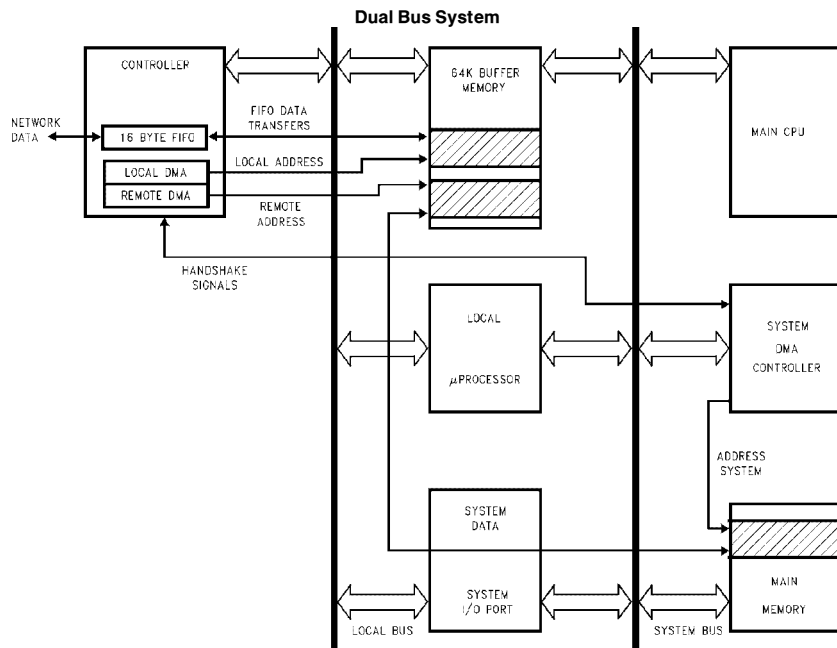 Dual Bus System
CONTROLLER
NETWORK
DATA
16 BYTE FIFO
LOCAL DMA
REMOTE DMA
FIFO DATA
TRANSFERS
LOCAL ADDRESS
REMOTE
ADDRESS
HANDSHAKE
SIGNALS
64K BUFFER
MEMORY
MAIN CPU
LOCAL
μPROCESSOR
SYSTEM
DMA
CONTROLLER
ADDRESS
SYSTEM
SYSTEM
DATA
SYSTEM
I/O PORT
MAIN
MEMORY
LOCAL BUS
SYSTEM BUS